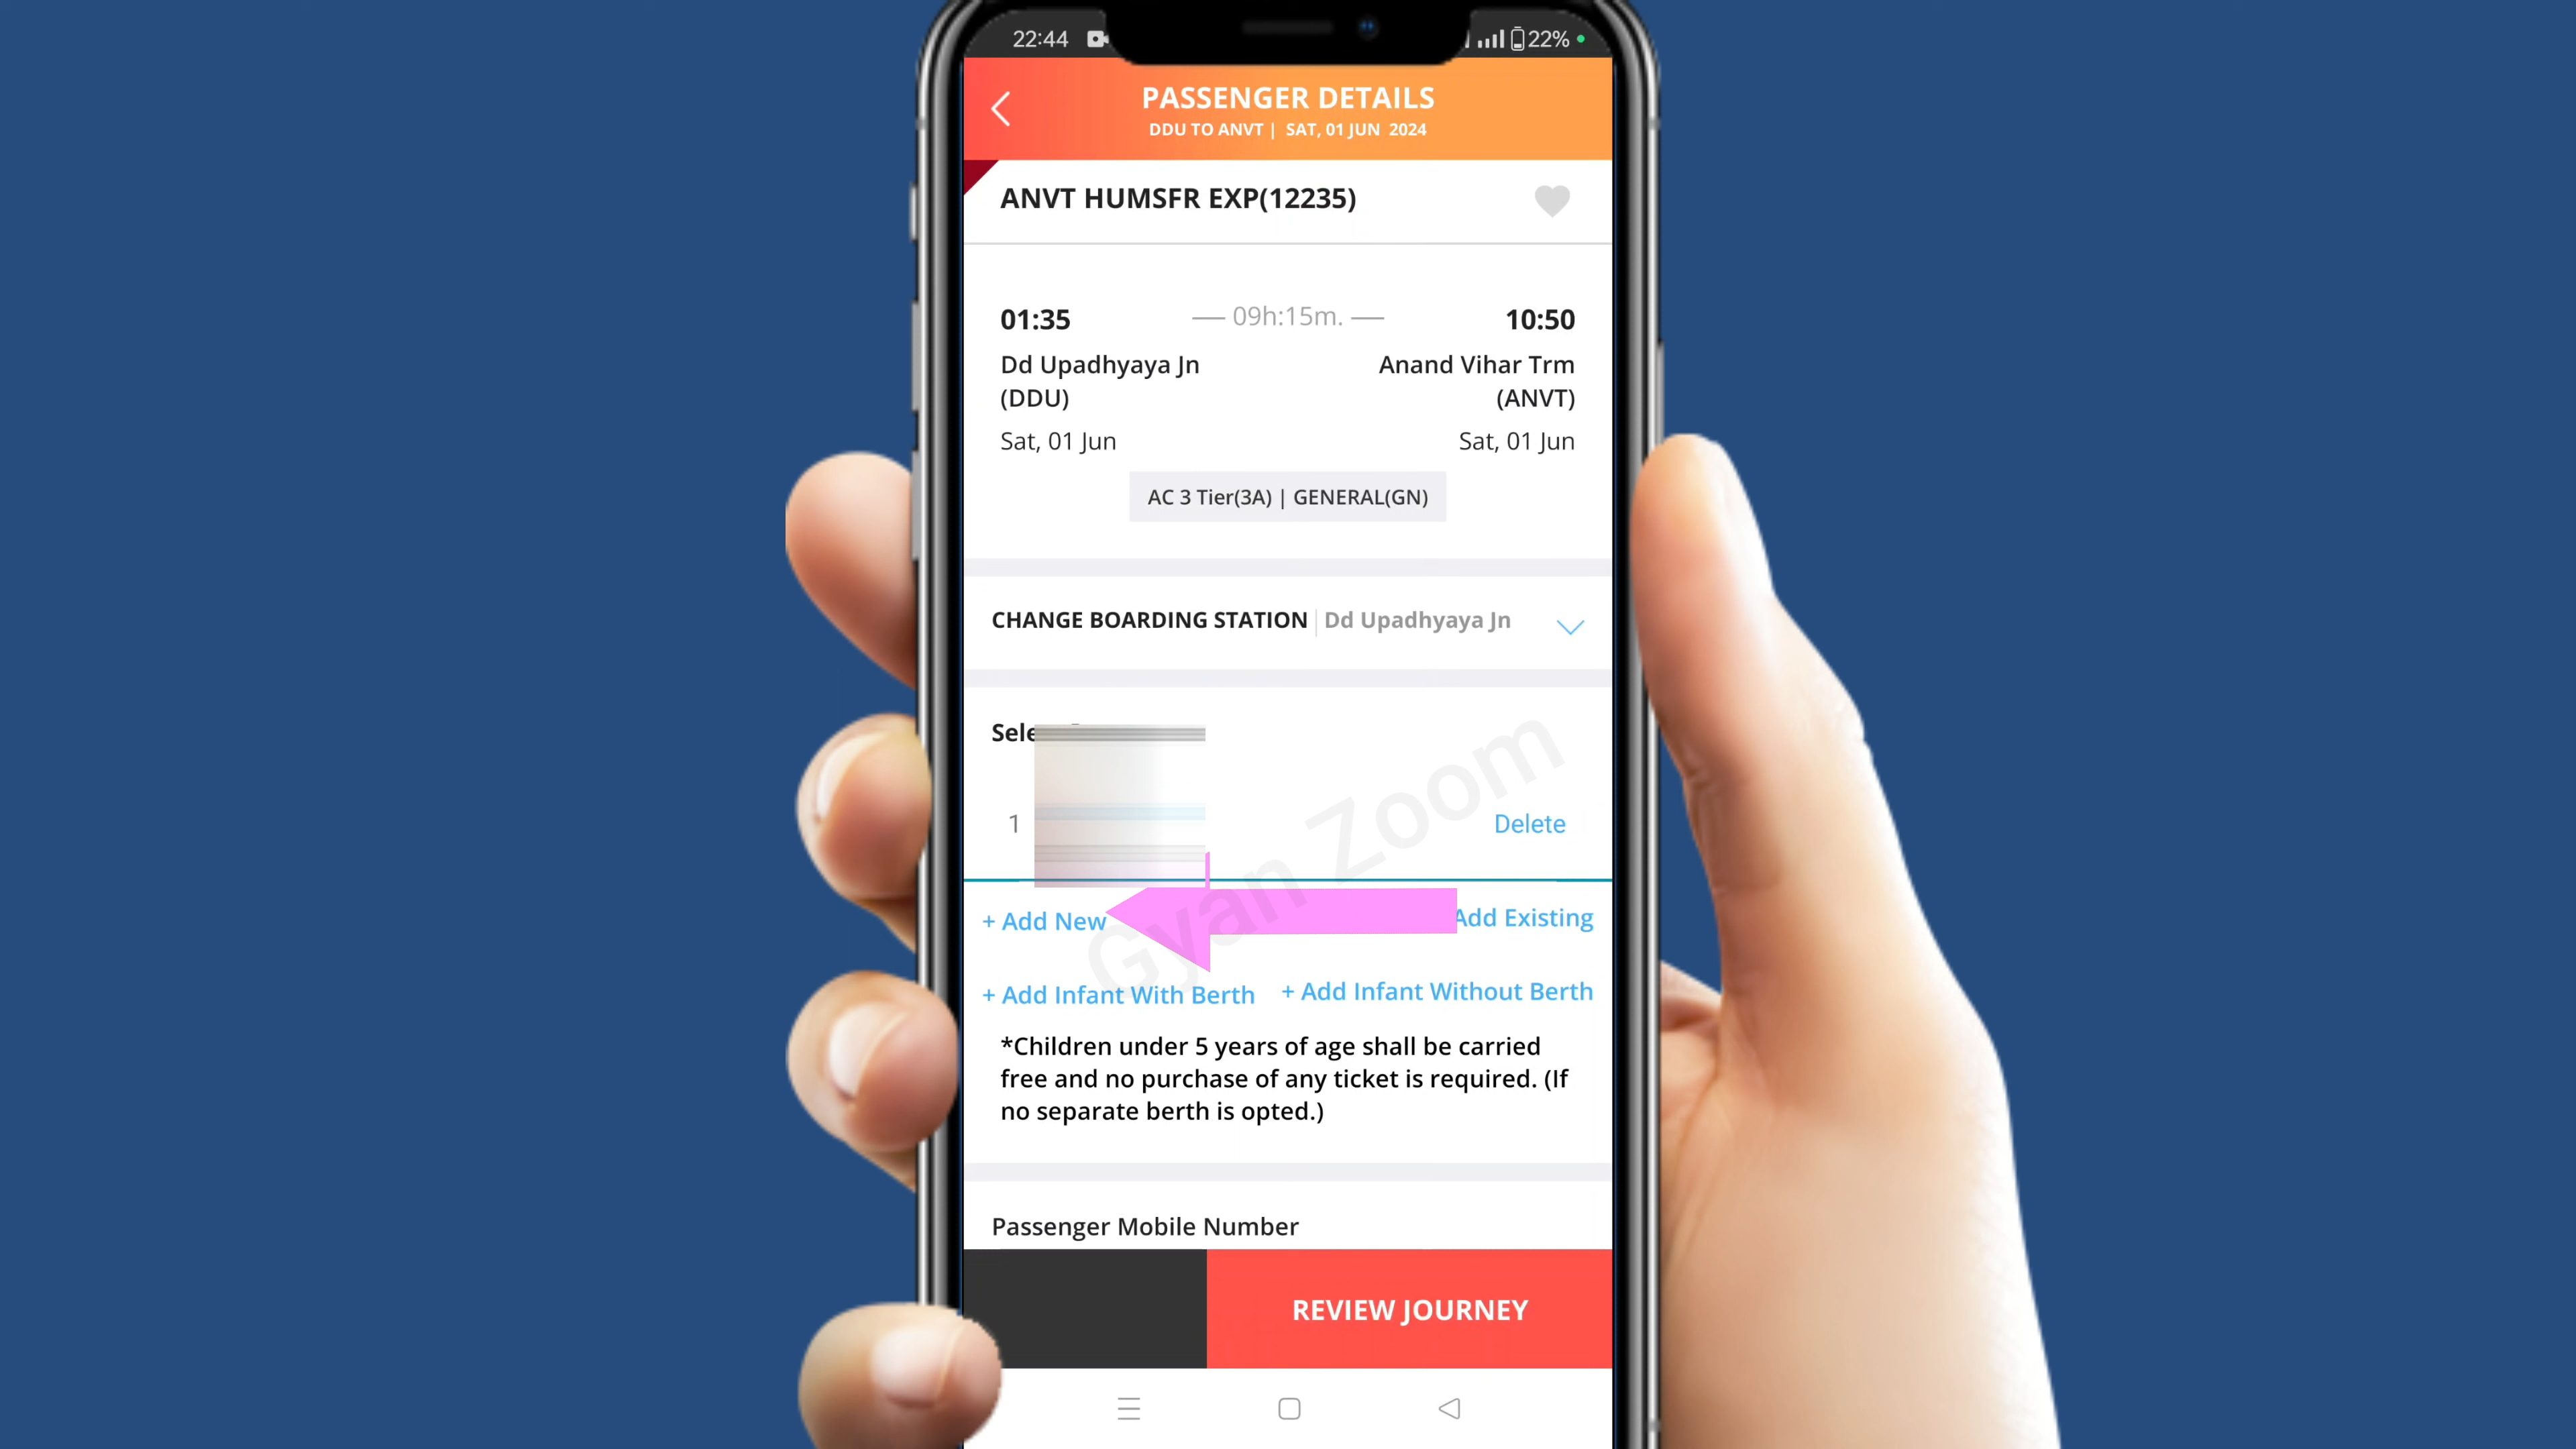 22:44
22%
PASSENGER DETAILS
DDU TO ANVT | SAT, 01 JUN 2024
ANVT HUMSFR EXP(12235)
01:35 — 09h:15m. — 10:50
Dd Upadhyaya Jn Anand Vihar Trm
(DDU) (ANVT)
Sat, 01 Jun Sat, 01 Jun
AC 3 Tier(3A) | GENERAL(GN)
CHANGE BOARDING STATION | Dd Upadhyaya Jn
1 Delete
+ Add New Add Existing
+ Add Infant With Berth + Add Infant Without Berth
*Children under 5 years of age shall be carried
free and no purchase of any ticket is required. (If
no separate berth is opted.)
Passenger Mobile Number
REVIEW JOURNEY
Gyan Zoom